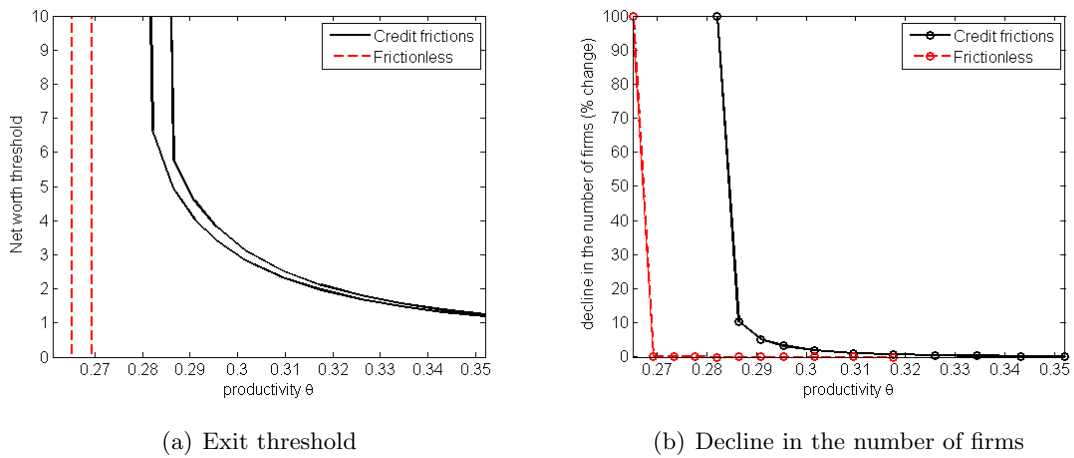 10
9
8
7
6
5
4
3
2
1
0
Net worth threshold
Credit frictions
Frictionless
0.27 0.28 0.29 0.3 0.31 0.32 0.33 0.34 0.35
productivity θ
(a) Exit threshold
100
90
80
70
60
50
40
30
20
10
0
decline in the number of firms (% change)
Credit frictions
Frictionless
0.27 0.28 0.29 0.3 0.31 0.32 0.33 0.34 0.35
productivity θ
(b) Decline in the number of firms